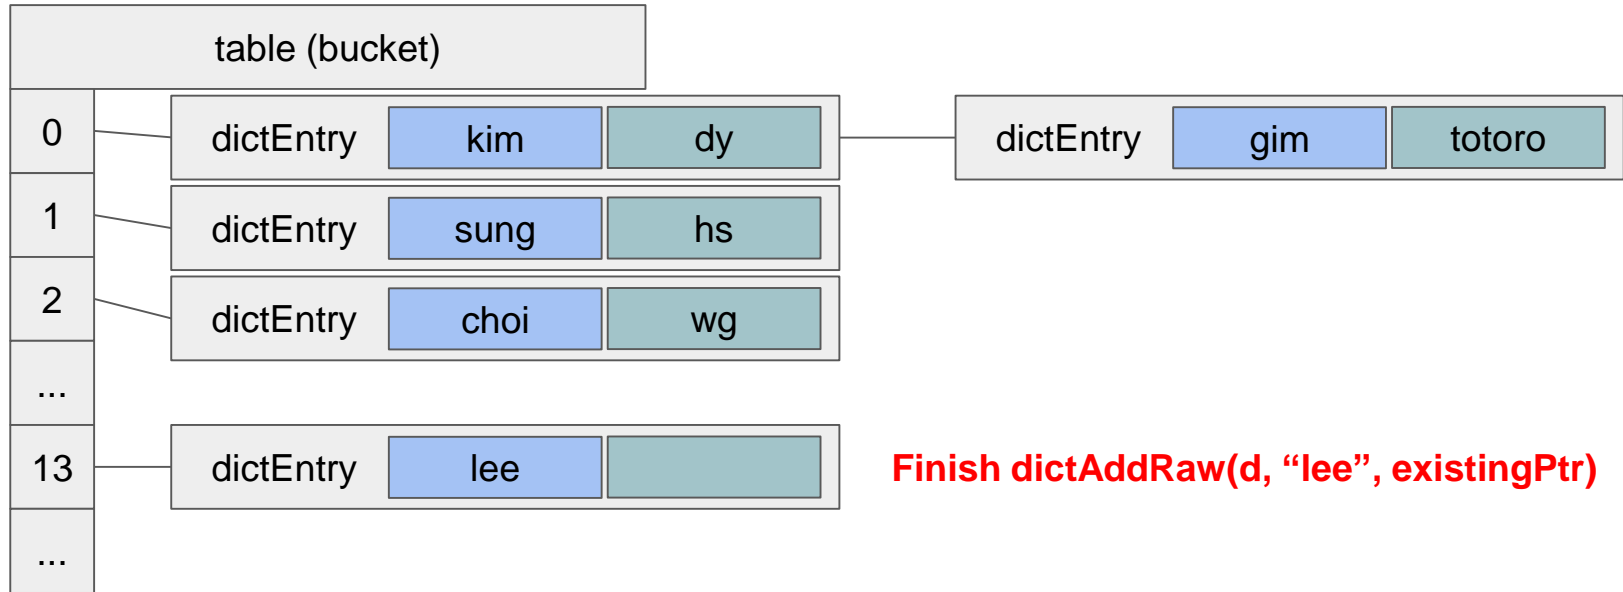 table (bucket)
0 dictEntry kim dy dictEntry gim totoro
1 dictEntry sung hs
2 dictEntry choi wg
...
13 dictEntry lee Finish dictAddRaw(d, “lee”, existingPtr)
...